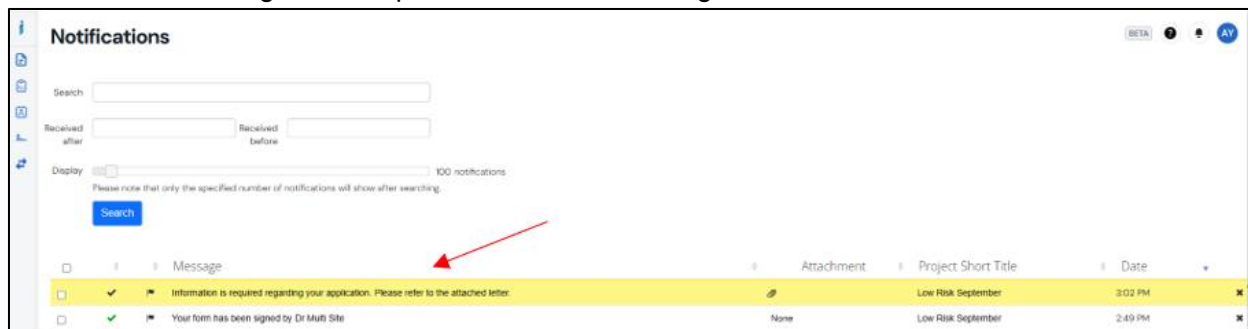 Notifications
BETA ? AY
Search
Received after
Received before
Display
100 notifications
Please note that only the specified number of notifications will show after searching.
Search
Message Attachment Project Short Title Date
Information is required regarding your application. Please refer to the attached letter. Low Risk September 3:02 PM
Your form has been signed by Dr Multi Site None Low Risk September 2:49 PM